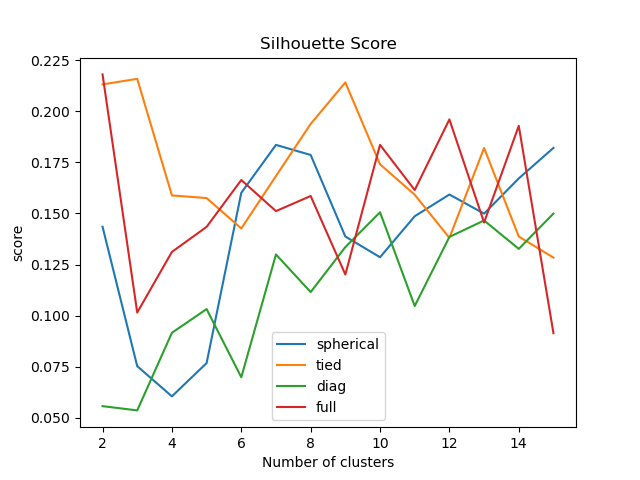 Silhouette Score
0.225
0.200
0.175
0.150
0.125
0.100
0.075
0.050
score
spherical
tied
diag
full
2 4 6 8 10 12 14
Number of clusters